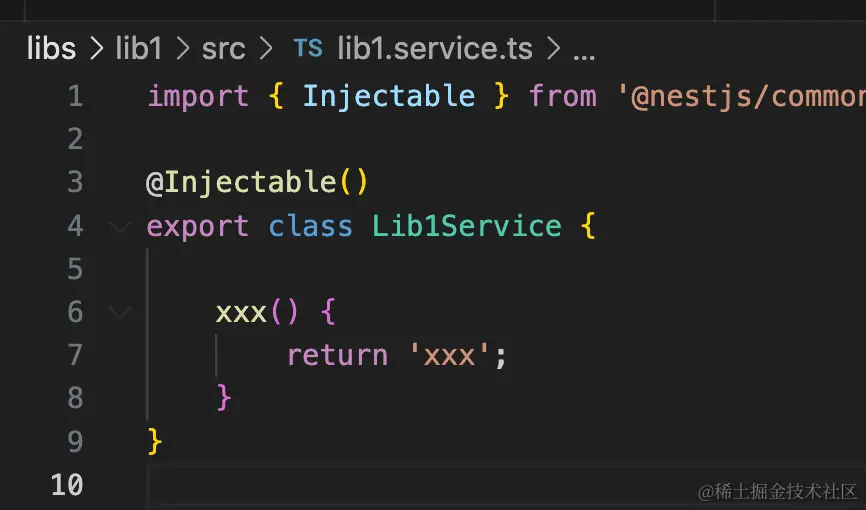 libs > lib1 > src > TS lib1.service.ts > ...
1 import { Injectable } from '@nestjs/common
2
3 @Injectable()
4 export class Lib1Service {
5
6 xxx() {
7 return 'xxx';
8 }
9 }
10
@稀土掘金技术社区